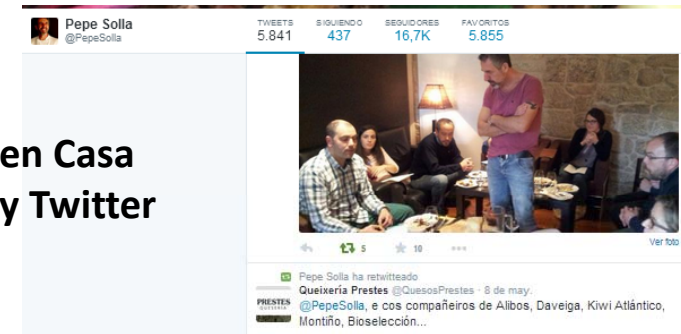 Pepe Solla
@PepeSolla
TWEETS SIGUIENDO SEGUIDORES FAVORITOS
5.841 437 16,7K 5.855
en Casa
y Twitter
5 10
Ver foto
Pepe Solla ha retwitteado
Queixería Prestes @QuesosPrestes · 8 de may.
PRESTES
@PepeSolla, e cos compañeiros de Alibos, Daveiga, Kiwi Atlántico,
Montiño, Bioselección...